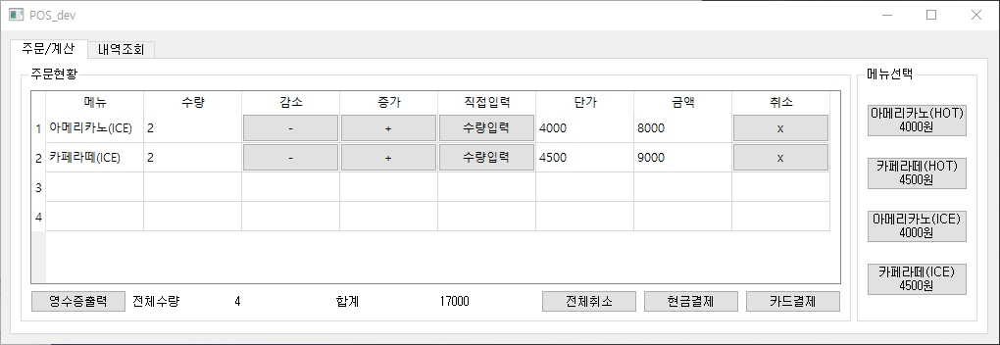 POS_dev
주문/계산 내역조회
주문현황
메뉴 수량 감소 증가 직접입력 단가 금액 취소
1 아메리카노(ICE) 2 - + 수량입력 4000 8000 x
2 카페라떼(ICE) 2 - + 수량입력 4500 9000 x
3
4
영수증출력 전체수량 4 합계 17000 전체취소 현금결제 카드결제
메뉴선택
아메리카노(HOT)
4000원
카페라떼(HOT)
4500원
아메리카노(ICE)
4000원
카페라떼(ICE)
4500원